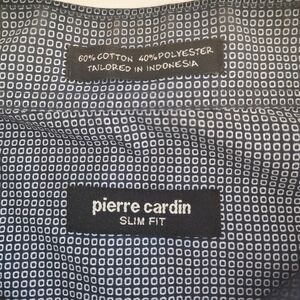 60% COTTON 40% POLYESTER
TAILORED IN INDONESIA
pierre cardin
SLIM FIT